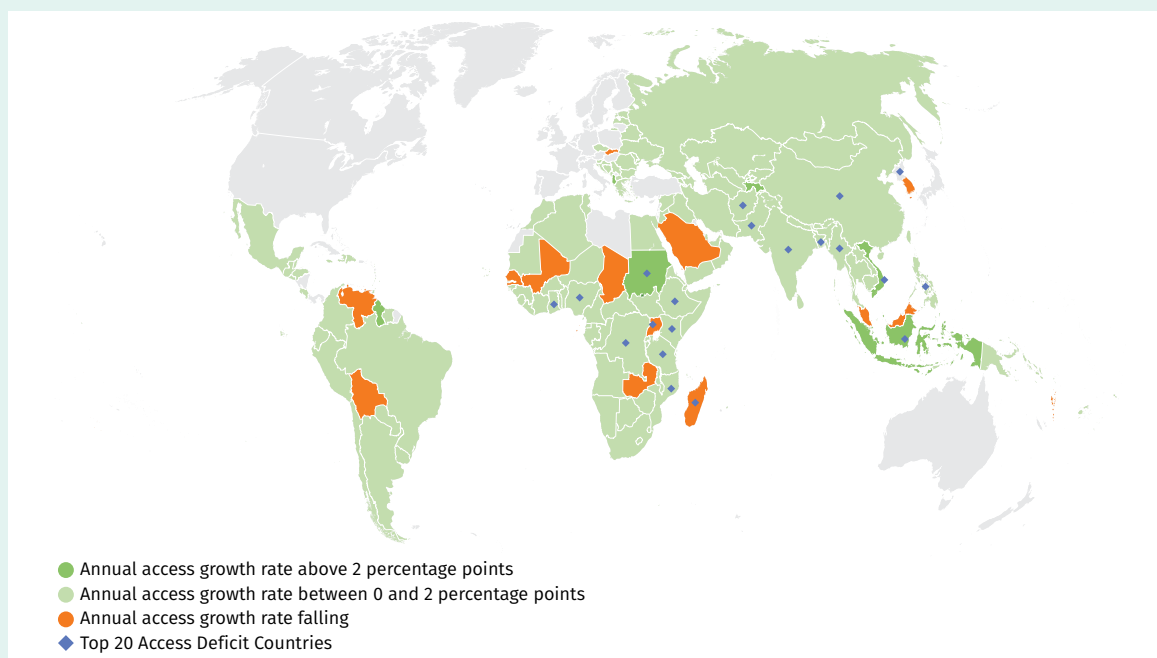 Annual access growth rate above 2 percentage points
Annual access growth rate between 0 and 2 percentage points
Annual access growth rate falling
Top 20 Access Deficit Countries